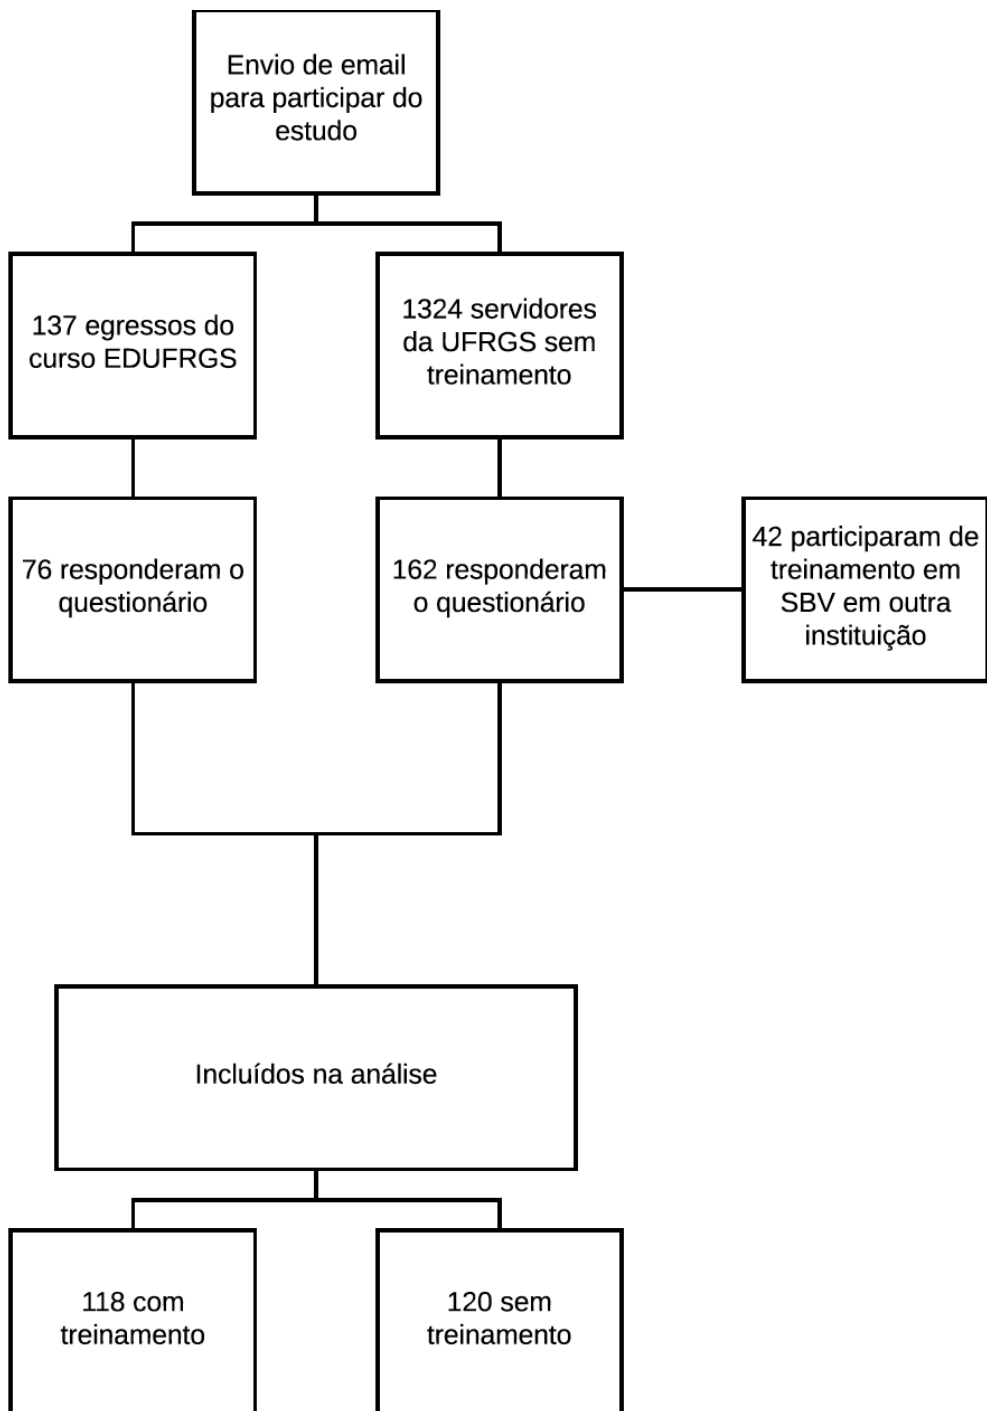 Envio de email
para participar do
estudo
137 egressos do
curso EDUFRGS
1324 servidores
da UFRGS sem
treinamento
76 responderam o
questionário
162 responderam
o questionário
42 participaram de
treinamento em
SBV em outra
instituição
Incluídos na análise
118 com
treinamento
120 sem
treinamento